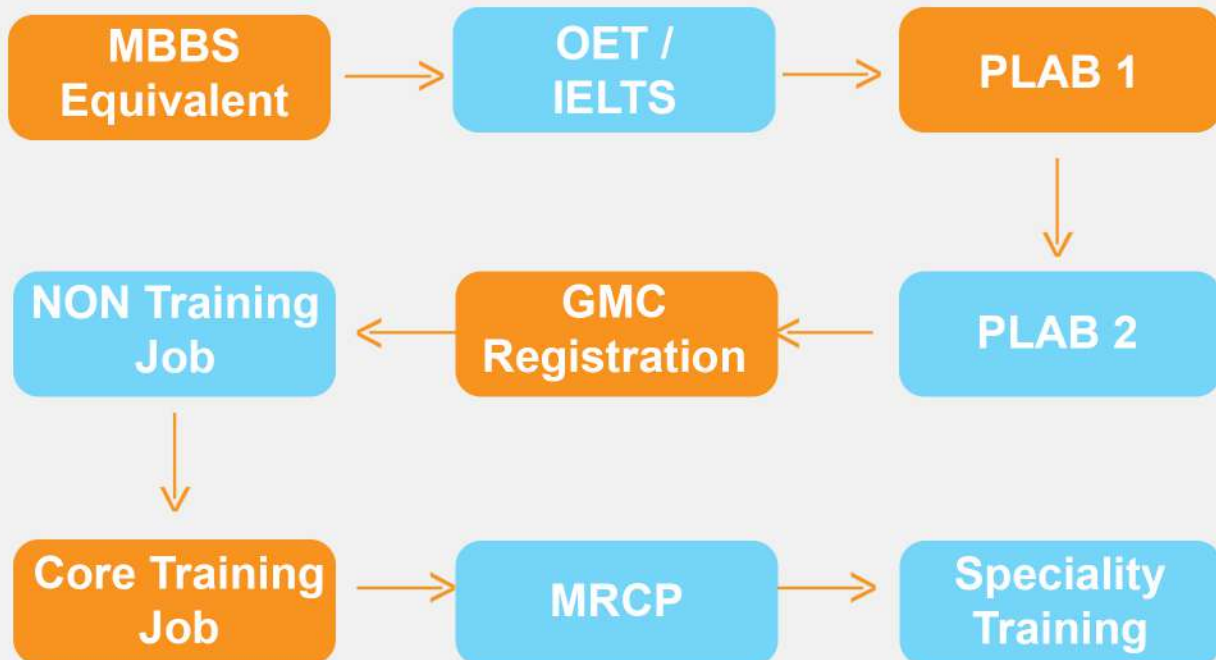 MBBS
Equivalent
OET /
IELTS
PLAB 1
NON Training
Job
GMC
Registration
PLAB 2
Core Training
Job
MRCP
Speciality
Training